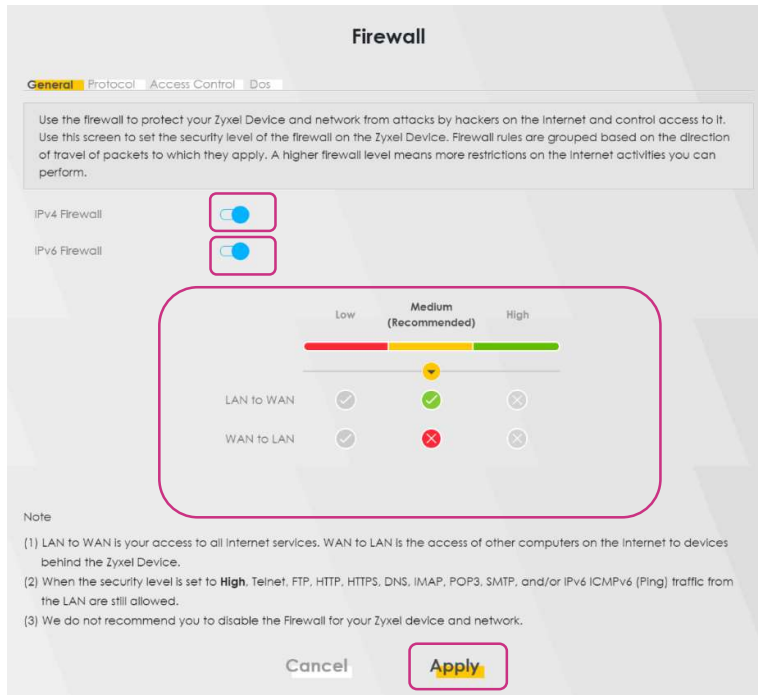 Firewall
General Protocol Access Control Dos
Use the firewall to protect your Zyxel Device and network from attacks by hackers on the Internet and control access to it.
Use this screen to set the security level of the firewall on the Zyxel Device. Firewall rules are grouped based on the direction
of travel of packets to which they apply. A higher firewall level means more restrictions on the Internet activities you can
perform.
IPv4 Firewall
IPv6 Firewall
Low Medium (Recommended) High
LAN to WAN
WAN to LAN
Note
(1) LAN to WAN is your access to all Internet services. WAN to LAN is the access of other computers on the Internet to devices
behind the Zyxel Device.
(2) When the security level is set to High, Telnet, FTP, HTTP, HTTPS, DNS, IMAP, POP3, SMTP, and/or IPv6 ICMPv6 (Ping) traffic from
the LAN are still allowed.
(3) We do not recommend you to disable the Firewall for your Zyxel device and network.
Cancel Apply